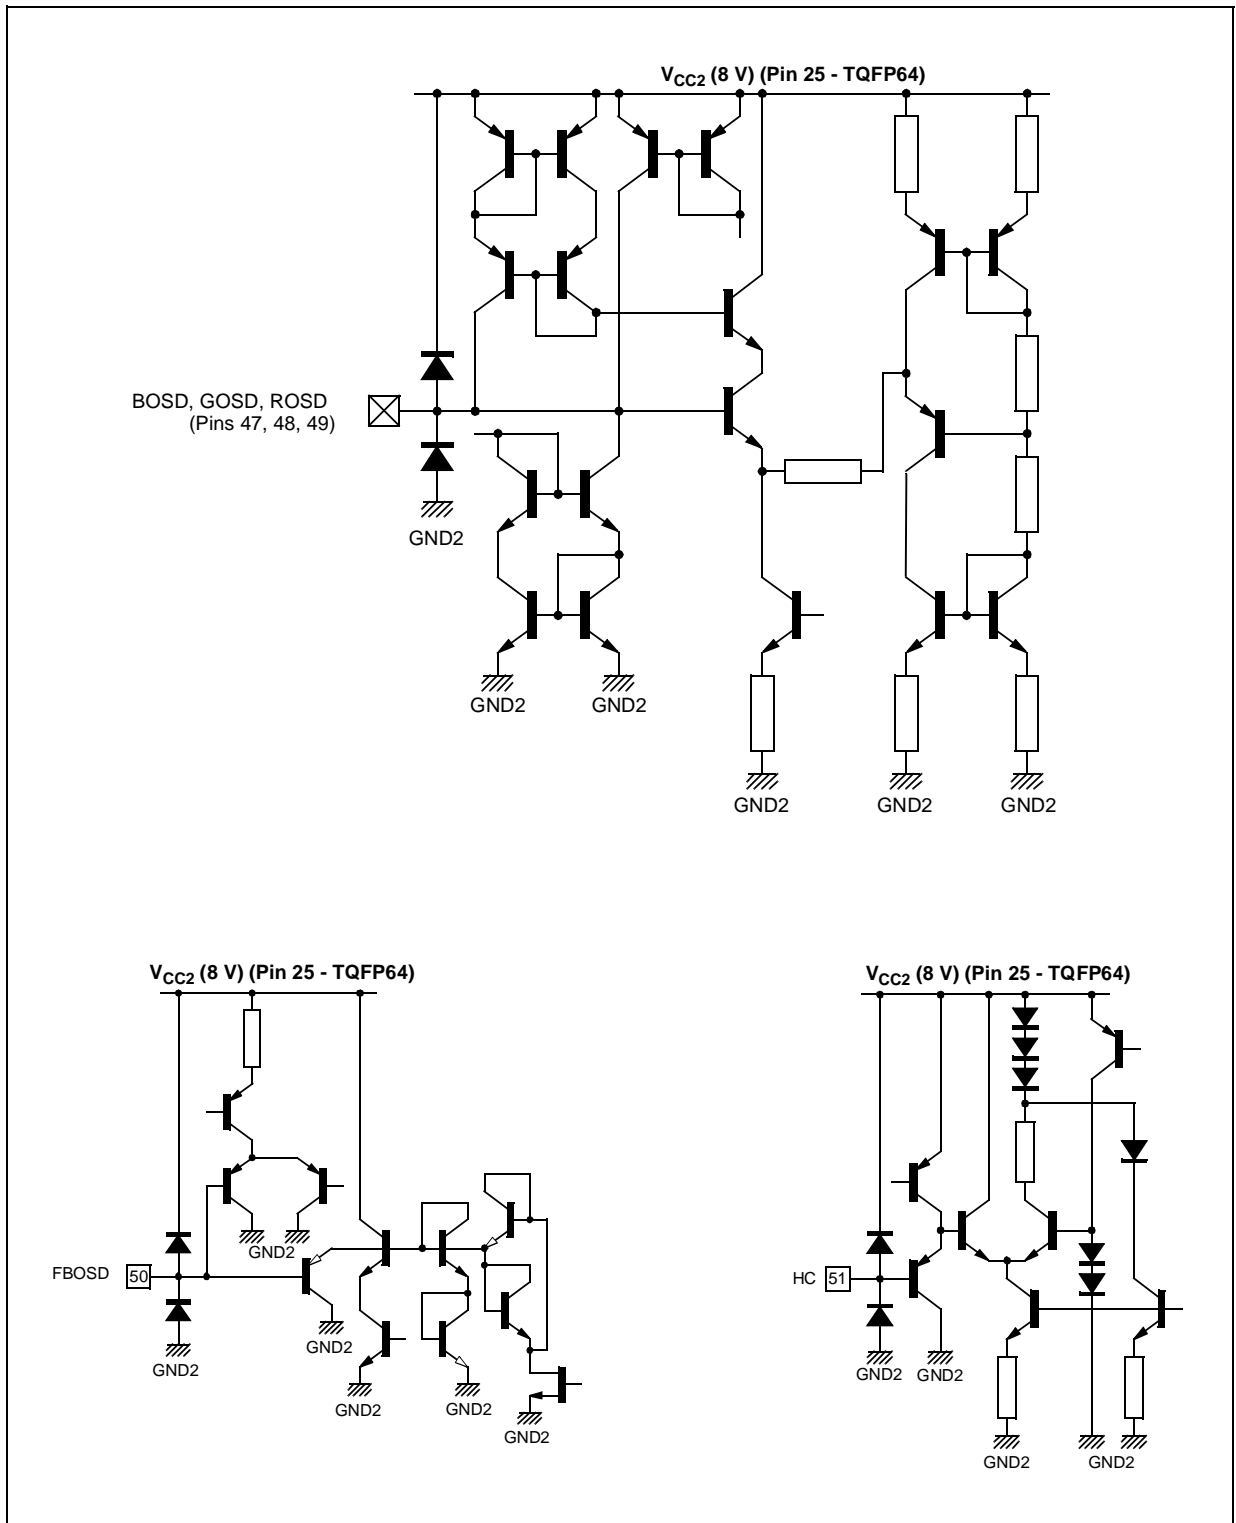 VCC2 (8 V) (Pin 25 - TQFP64)
BOSD, GOSD, ROSD
(Pins 47, 48, 49)
GND2
GND2
GND2
GND2
GND2
GND2
VCC2 (8 V) (Pin 25 - TQFP64)
GND2
FBOSD
50
GND2
GND2
GND2
GND2
GND2
VCC2 (8 V) (Pin 25 - TQFP64)
HC
51
GND2
GND2
GND2
GND2